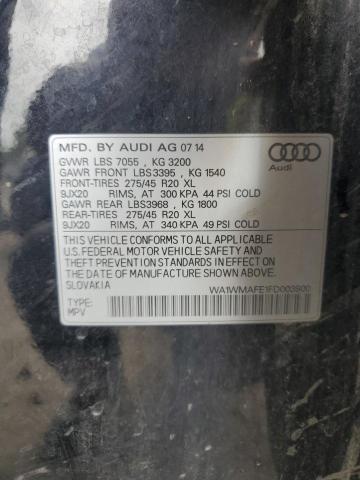 MFD. BY AUDI AG 07 14
GVWR LBS 7055 , KG 3200
GAWR FRONT LBS3395, KG 1540
FRONT-TIRES 275/45 R20 XL
9JX20 RIMS, AT 300 KPA 44 PSI COLD
GAWR REAR LBS3968, KG 1800
REAR-TIRES 275/45 R20 XL
9JX20 RIMS, AT 340 KPA 49 PSI COLD
THIS VEHICLE CONFORMS TO ALL APPLICABLE
U.S.FEDERAL MOTOR VEHICLE SAFETY AND
THEFT PREVENTION STANDARDS IN EFFECT ON
THE DATE OF MANUFACTURE SHOWN ABOVE.
SLOVAKIA
Audi
WA1WMAFE1FD003900
TYPE:
MPV